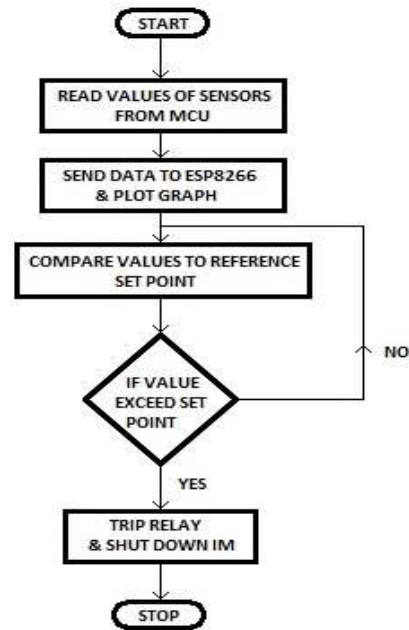 START
READ VALUES OF SENSORS
FROM MCU
SEND DATA TO ESP8266
& PLOT GRAPH
COMPARE VALUES TO REFERENCE
SET POINT
NO
IF VALUE
EXCEED SET
POINT
YES
TRIP RELAY
& SHUT DOWN IM
STOP